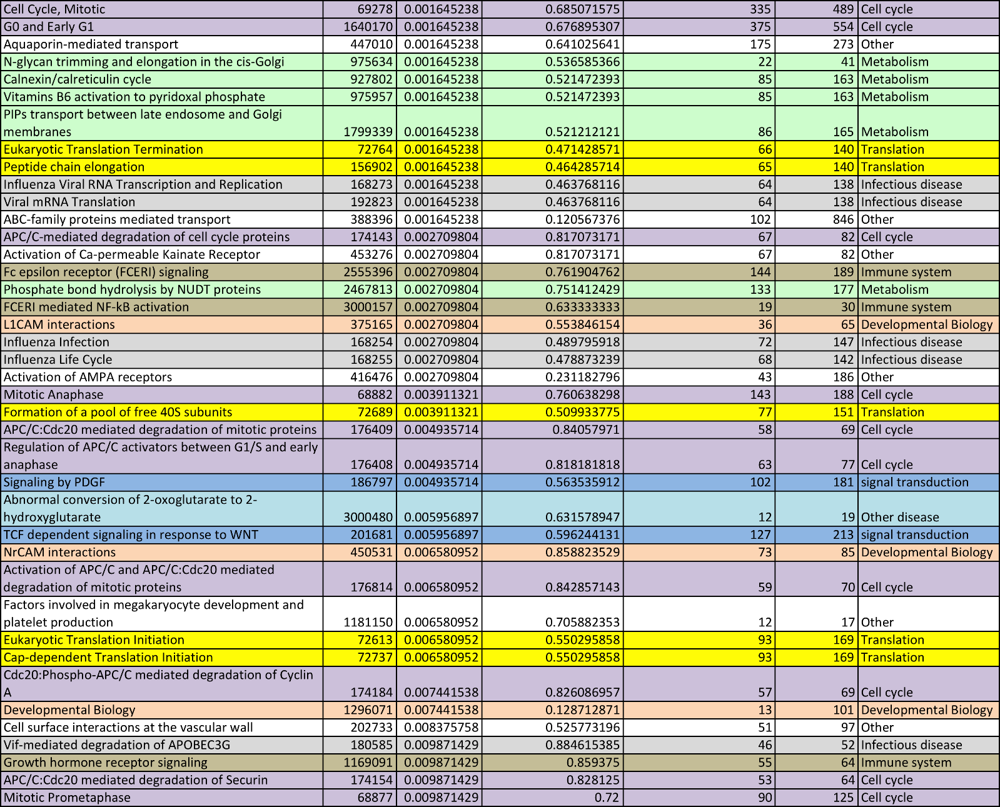 Cell Cycle, Mitotic 69278 0.001645238 0.685071575 335 489 Cell cycle
G0 and Early G1 1640170 0.001645238 0.676895307 375 554 Cell cycle
Aquaporin-mediated transport 447010 0.001645238 0.641025641 175 273 Other
N-glycan trimming and elongation in the cis-Golgi 975634 0.001645238 0.536585366 22 41 Metabolism
Calnexin/calreticulin cycle 927802 0.001645238 0.521472393 85 163 Metabolism
Vitamins B6 activation to pyridoxal phosphate 975957 0.001645238 0.521472393 85 163 Metabolism
PIPs transport between late endosome and Golgi
membranes 1799339 0.001645238 0.521212121 86 165 Metabolism
Eukaryotic Translation Termination 72764 0.001645238 0.471428571 66 140 Translation
Peptide chain elongation 156902 0.001645238 0.464285714 65 140 Translation
Influenza Viral RNA Transcription and Replication 168273 0.001645238 0.463768116 64 138 Infectious disease
Viral mRNA Translation 192823 0.001645238 0.463768116 64 138 Infectious disease
ABC-family proteins mediated transport 388396 0.001645238 0.120567376 102 846 Other
APC/C-mediated degradation of cell cycle proteins 174143 0.002709804 0.817073171 67 82 Cell cycle
Activation of Ca-permeable Kainate Receptor 453276 0.002709804 0.817073171 67 82 Other
Fc epsilon receptor (FCERI) signaling 2555396 0.002709804 0.761904762 144 189 Immune system
Phosphate bond hydrolysis by NUDT proteins 2467813 0.002709804 0.751412429 133 177 Metabolism
FCERI mediated NF-kB activation 3000157 0.002709804 0.633333333 19 30 Immune system
L1CAM interactions 375165 0.002709804 0.553846154 36 65 Developmental Biology
Influenza Infection 168254 0.002709804 0.489795918 72 147 Infectious disease
Influenza Life Cycle 168255 0.002709804 0.478873239 68 142 Infectious disease
Activation of AMPA receptors 416476 0.002709804 0.231182796 43 186 Other
Mitotic Anaphase 68882 0.003911321 0.760638298 143 188 Cell cycle
Formation of a pool of free 40S subunits 72689 0.003911321 0.509933775 77 151 Translation
APC/C:Cdc20 mediated degradation of mitotic proteins 176409 0.004935714 0.84057971 58 69 Cell cycle
Regulation of APC/C activators between G1/S and early
anaphase 176408 0.004935714 0.818181818 63 77 Cell cycle
Signaling by PDGF 186797 0.004935714 0.563535912 102 181 signal transduction
Abnormal conversion of 2-oxoglutarate to 2-
hydroxyglutarate 3000480 0.005956897 0.631578947 12 19 Other disease
TCF dependent signaling in response to WNT 201681 0.005956897 0.596244131 127 213 signal transduction
NrCAM interactions 450531 0.006580952 0.858823529 73 85 Developmental Biology
Activation of APC/C and APC/C:Cdc20 mediated
degradation of mitotic proteins 176814 0.006580952 0.842857143 59 70 Cell cycle
Factors involved in megakaryocyte development and
platelet production 1181150 0.006580952 0.705882353 12 17 Other
Eukaryotic Translation Initiation 72613 0.006580952 0.550295858 93 169 Translation
Cap-dependent Translation Initiation 72737 0.006580952 0.550295858 93 169 Translation
Cdc20:Phospho-APC/C mediated degradation of Cyclin
A 174184 0.007441538 0.826086957 57 69 Cell cycle
Developmental Biology 1296071 0.007441538 0.128712871 13 101 Developmental Biology
Cell surface interactions at the vascular wall 202733 0.008375758 0.525773196 51 97 Other
Vif-mediated degradation of APOBEC3G 180585 0.009871429 0.884615385 46 52 Infectious disease
Growth hormone receptor signaling 1169091 0.009871429 0.859375 55 64 Immune system
APC/C:Cdc20 mediated degradation of Securin 174154 0.009871429 0.828125 53 64 Cell cycle
Mitotic Prometaphase 68877 0.009871429 0.72 90 125 Cell cycle